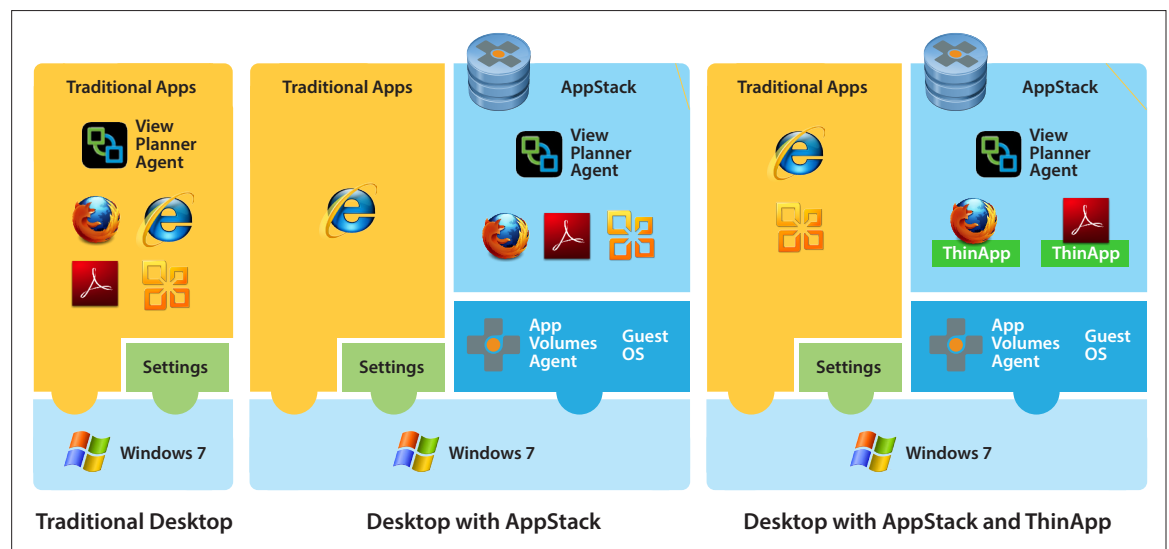 Traditional Apps
View
Planner
Agent
Settings
Windows 7
Traditional Desktop
Traditional Apps
Settings
AppStack
View
Planner
Agent
App
Volumes
Agent
Guest
OS
Windows 7
Desktop with AppStack
Traditional Apps
Settings
AppStack
View
Planner
Agent
ThinApp
ThinApp
App
Volumes
Agent
Guest
OS
Windows 7
Desktop with AppStack and ThinApp